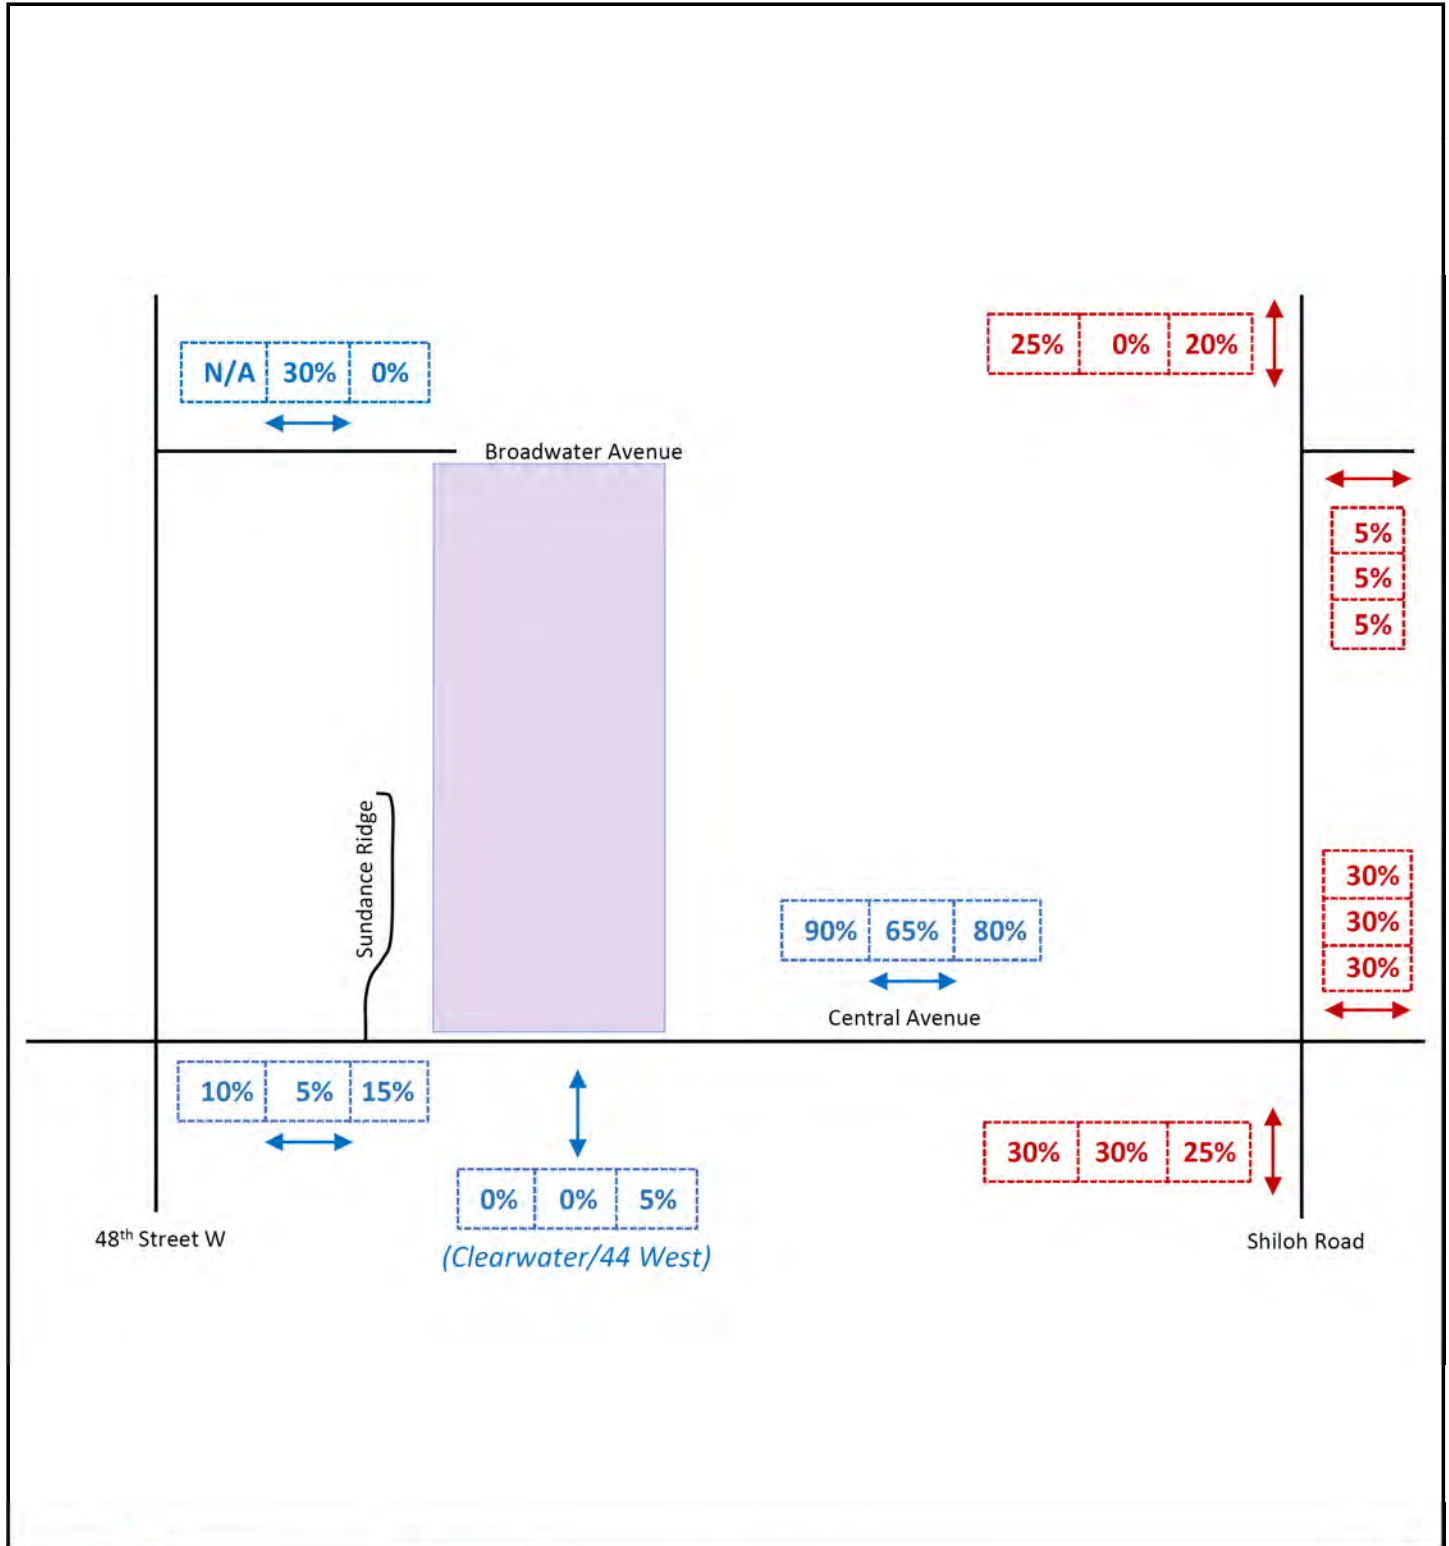 25% 0% 20%
N/A 30% 0%
Broadwater Avenue
5%
5%
5%
Sundance Ridge
30%
30%
30%
90% 65% 80%
Central Avenue
10% 5% 15%
30% 30% 25%
0% 0% 5%
48th Street W
(Clearwater/44 West)
Shiloh Road